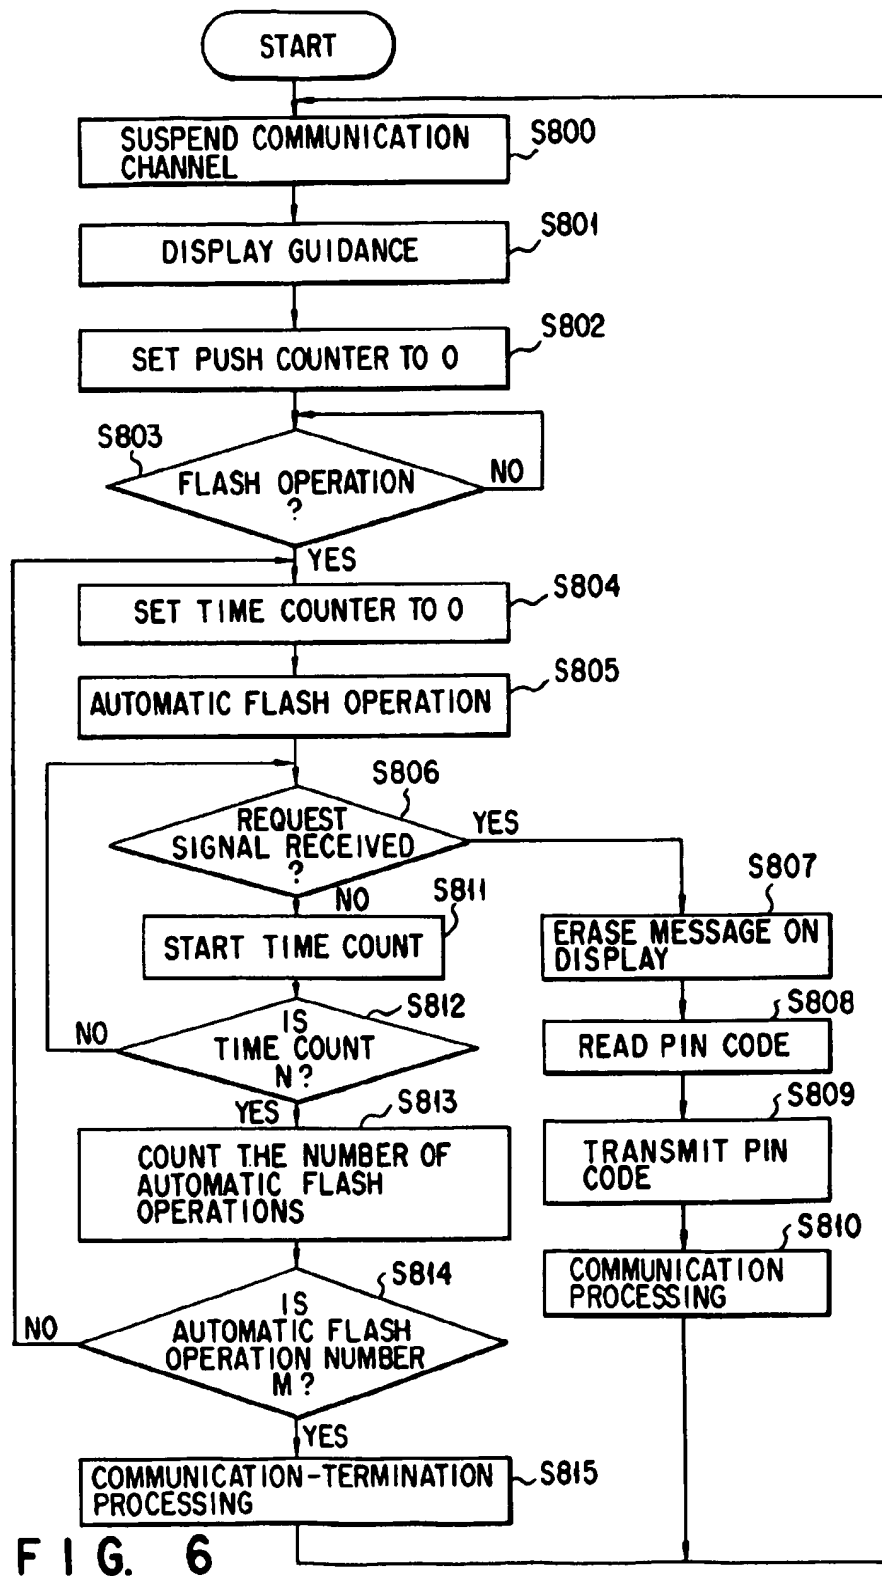 START
SUSPEND COMMUNICATION
CHANNEL
S800
DISPLAY GUIDANCE
S801
SET PUSH COUNTER TO 0
S802
S803
FLASH OPERATION
?
NO
YES
SET TIME COUNTER TO 0
S804
AUTOMATIC FLASH OPERATION
S805
S806
REQUEST
SIGNAL RECEIVED
?
YES
NO
S811
START TIME COUNT
S807
ERASE MESSAGE ON
DISPLAY
S812
IS
TIME COUNT
N?
NO
YES
S808
READ PIN CODE
S813
COUNT THE NUMBER OF
AUTOMATIC FLASH
OPERATIONS
S809
TRANSMIT PIN
CODE
S810
COMMUNICATION
PROCESSING
S814
IS
AUTOMATIC FLASH
OPERATION NUMBER
M?
NO
YES
COMMUNICATION-TERMINATION
PROCESSING
S815
FIG. 6